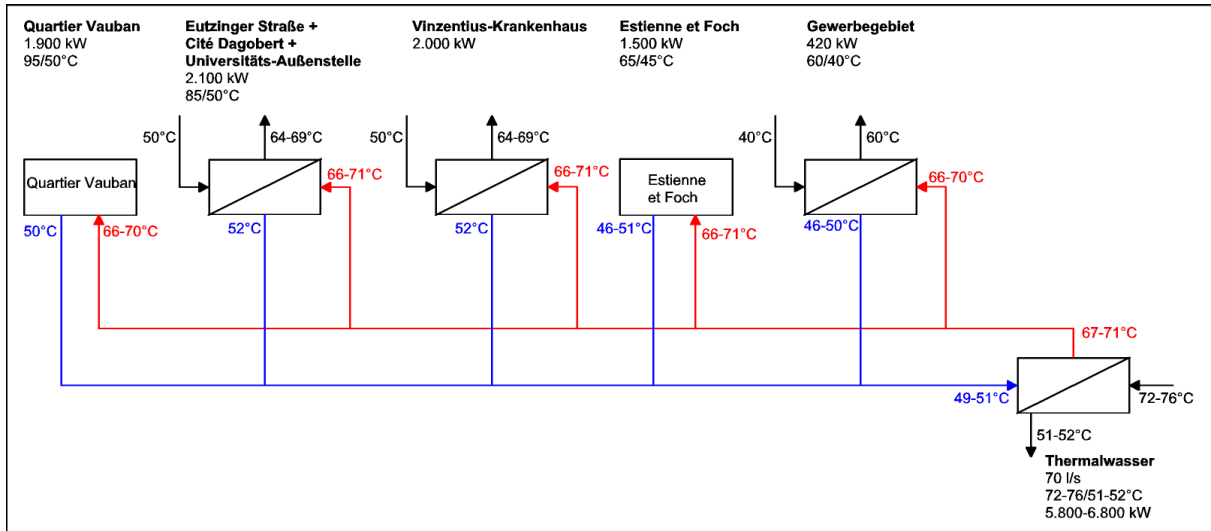 Quartier Vauban
1.900 kW
95/50°C
Eutzinger Straße +
Cité Dagobert +
Universitäts-Außenstelle
2.100 kW
85/50°C
Vinzentius-Krankenhaus
2.000 kW
Estienne et Foch
1.500 kW
65/45°C
Gewerbegebiet
420 kW
60/40°C
50°C
64-69°C
50°C
64-69°C
40°C
60°C
Quartier Vauban
66-71°C
66-71°C
Estienne
et Foch
66-70°C
50°C
66-70°C
52°C
52°C
46-51°C
66-71°C
46-50°C
67-71°C
49-51°C
72-76°C
51-52°C
Thermalwasser
70 l/s
72-76/51-52°C
5.800-6.800 kW